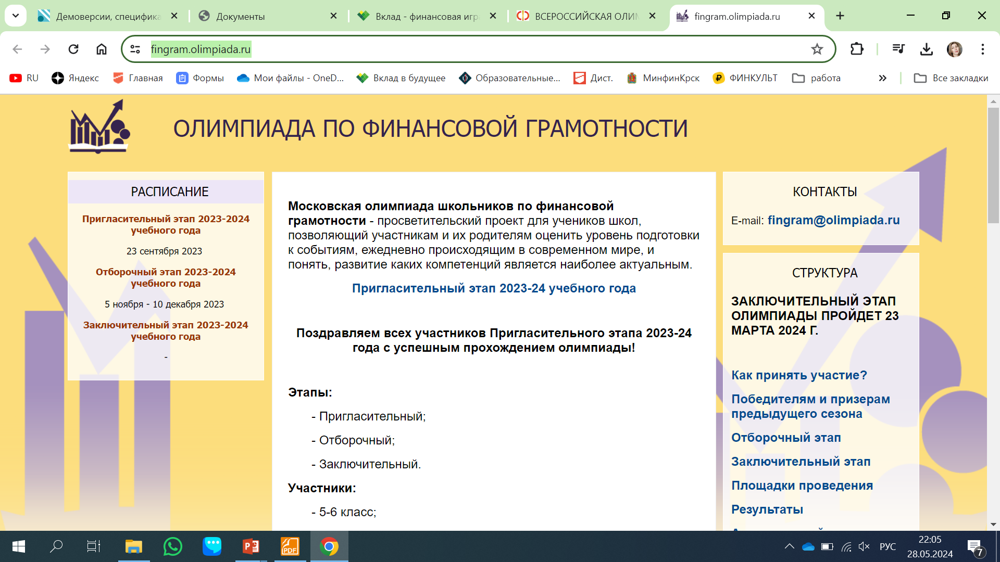 Демоверсии, специфика
Документы
Вклад - финансовая игр
ВСЕРОССИЙСКАЯ ОЛИМ
fingram.olimpiada.ru
fingram.olimpiada.ru
RU
Яндекс
Главная
Формы
Мои файлы - OneD...
Вклад в будущее
Образовательные...
Дист.
МинфинКрск
ФИНКУЛЬТ
работа
Все закладки
ОЛИМПИАДА ПО ФИНАНСОВОЙ ГРАМОТНОСТИ
РАСПИСАНИЕ
Пригласительный этап 2023-2024
учебного года
23 сентября 2023
Отборочный этап 2023-2024
учебного года
5 ноября - 10 декабря 2023
Заключительный этап 2023-2024
учебного года
-
Московская олимпиада школьников по финансовой
грамотности - просветительский проект для учеников школ,
позволяющий участникам и их родителям оценить уровень подготовки
к событиям, ежедневно происходящим в современном мире, и
понять, развитие каких компетенций является наиболее актуальным.
Пригласительный этап 2023-24 учебного года
Поздравляем всех участников Пригласительного этапа 2023-24
года с успешным прохождением олимпиады!
Этапы:
- Пригласительный;
- Отборочный;
- Заключительный.
Участники:
- 5-6 класс;
КОНТАКТЫ
E-mail: fingram@olimpiada.ru
СТРУКТУРА
ЗАКЛЮЧИТЕЛЬНЫЙ ЭТАП
ОЛИМПИАДЫ ПРОЙДЕТ 23
МАРТА 2024 Г.
Как принять участие?
Победителям и призерам
предыдущего сезона
Отборочный этап
Заключительный этап
Площадки проведения
Результаты
PDF
РУС
22:05
28.05.2024
7